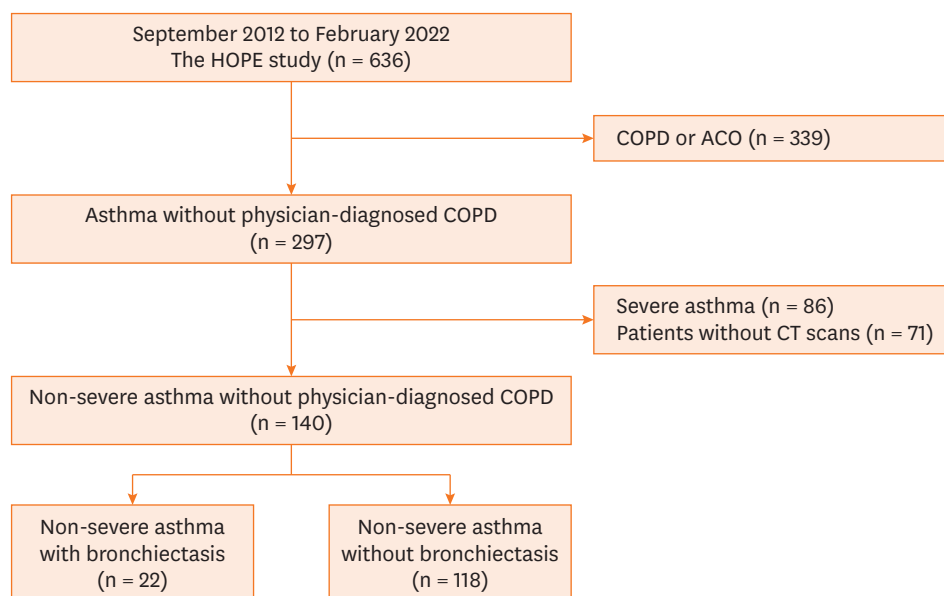 September 2012 to February 2022
The HOPE study (n = 636)
COPD or ACO (n = 339)
Asthma without physician-diagnosed COPD
(n = 297)
Severe asthma (n = 86)
Patients without CT scans (n = 71)
Non-severe asthma without physician-diagnosed COPD
(n = 140)
Non-severe asthma
with bronchiectasis
(n = 22)
Non-severe asthma
without bronchiectasis
(n = 118)